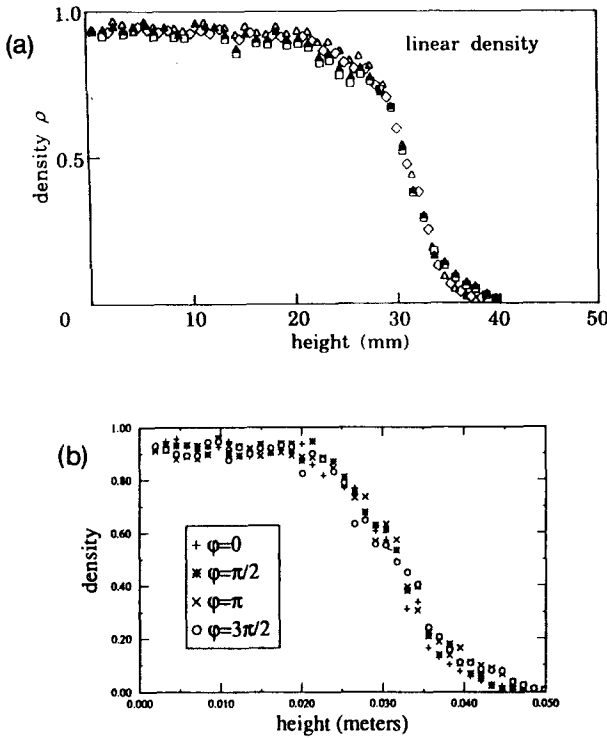 (a)
1.0
linear density
density ρ
0.5
0
10
20
30
40
50
height (mm)
(b)
1.00
0.80
0.60
0.40
0.20
0.00
density
+ φ=0
✱ φ=π/2
× φ=π
○ φ=3π/2
0.000
0.010
0.020
0.030
0.040
0.050
height (meters)